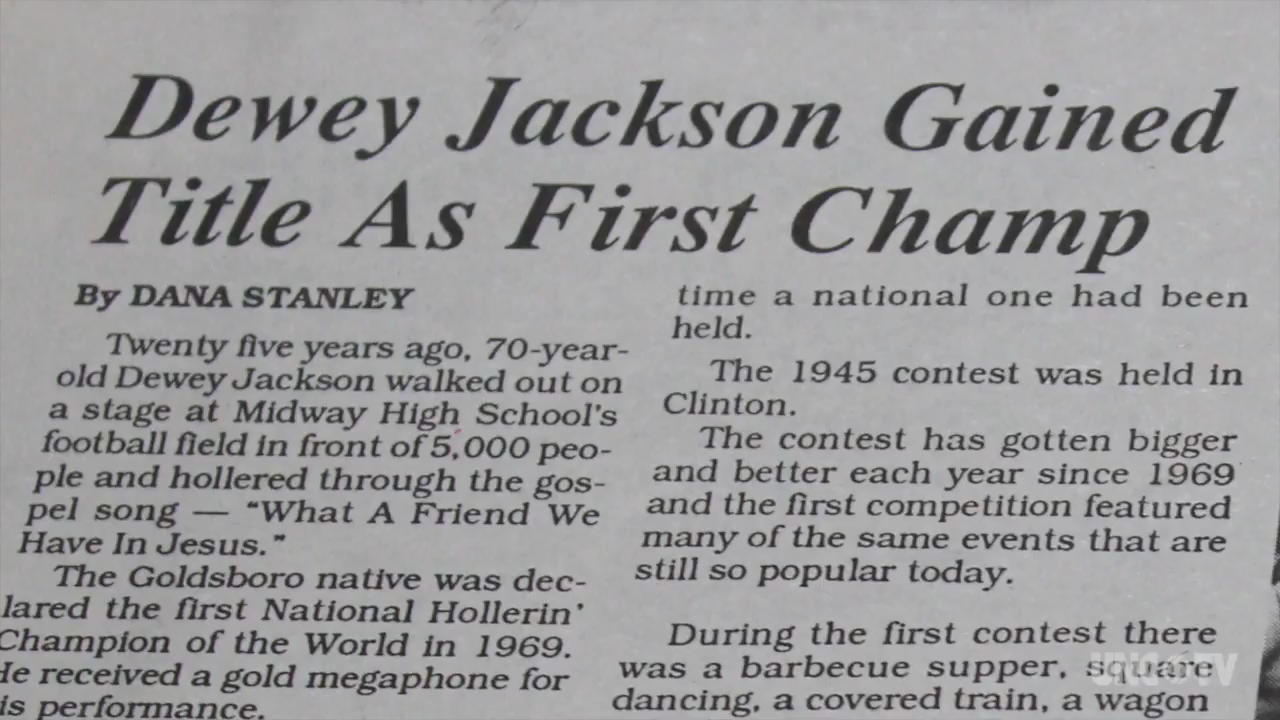 Dewey Jackson Gained
Title As First Champ
By DANA STANLEY
Twenty five years ago, 70-year-
old Dewey Jackson walked out on
a stage at Midway High School's
football field in front of 5,000 peo-
ple and hollered through the gos-
pel song — "What A Friend We
Have In Jesus."
The Goldsboro native was dec-
lared the first National Hollerin'
Champion of the World in 1969.
He received a gold megaphone for
is performance.
time a national one had been
held.
The 1945 contest was held in
Clinton.
The contest has gotten bigger
and better each year since 1969
and the first competition featured
many of the same events that are
still so popular today.
During the first contest there
was a barbecue supper, square
dancing, a covered train, a wagon
UNC TV